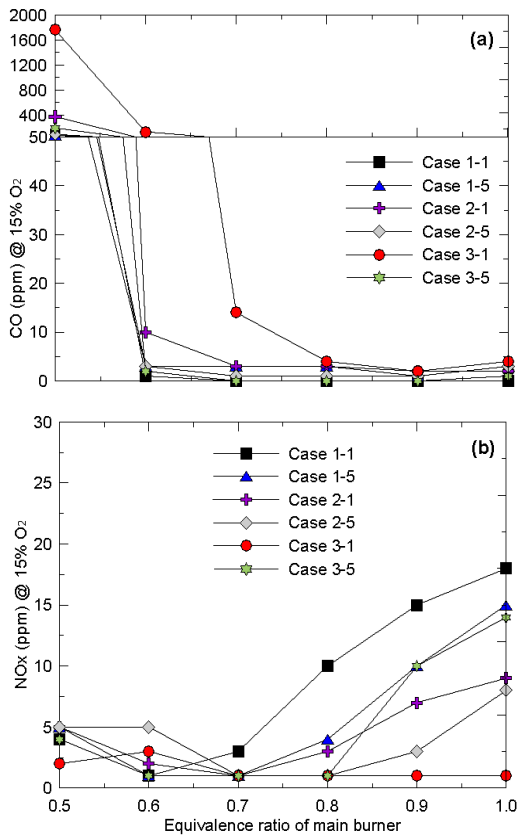 2000
(a)
1600
1200
800
400
50
40
30
20
10
0
CO (ppm) @ 15% O2
Case 1-1
Case 1-5
Case 2-1
Case 2-5
Case 3-1
Case 3-5
30
(b)
25
20
15
10
5
0
NOx (ppm) @ 15% O2
Case 1-1
Case 1-5
Case 2-1
Case 2-5
Case 3-1
Case 3-5
0.5 0.6 0.7 0.8 0.9 1.0
Equivalence ratio of main burner